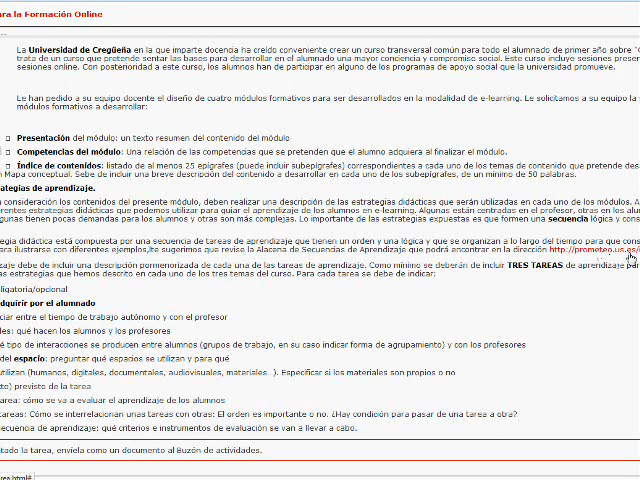 ara la Formación Online
La Universidad de Cregüeña en la que imparte docencia ha creído conveniente crear un curso transversal común para todo el alumnado de primer año sobre
trata de un curso que pretende sentar las bases para desarrollar en el alumnado una mayor conciencia y compromiso social. Este curso incluye sesiones
sesiones online. Con posterioridad a este curso, los alumnos han de participar en alguno de los programas de apoyo social que la universidad promueve.
Le han pedido a su equipo docente el diseño de cuatro módulos formativos para ser desarrollados en la modalidad de e-learning. Le solicitamos a su equipo la
módulos formativos a desarrollar:
Presentación del módulo: un texto resumen del contenido del módulo
Competencias del módulo: Una relación de las competencias que se pretenden que el alumno adquiera al finalizar el módulo.
Índice de contenidos: listado de al menos 25 epígrafes (puede incluir subepígrafes) correspondientes a cada uno de los temas de contenido que pretende
n Mapa conceptual. Sebe de incluir una breve descripción del contenido a desarrollar en cada uno de los subepígrafes, de un mínimo de 50 palabras.
ategias de aprendizaje.
n consideración los contenidos del presente módulo, deben realizar una descripción de las estrategias didácticas que serán utilizadas en cada uno de los módulos.
erentes estrategias didácticas que podemos utilizar para guiar el aprendizaje de los alumnos en e-learning. Algunas están centradas en el profesor, otras en los
lgunas tienen pocas demandas para los alumnos y otras son más complejas. Lo importante de las estrategias expuestas es que formen una secuencia lógica y
egia didáctica está compuesta por una secuencia de tareas de aprendizaje que tienen un orden y una lógica y que se organizan a lo largo del tiempo para que
ara ilustrarse con diferentes ejemplos,lte sugerimos que revise la Alacena de Secuencias de Aprendizaje que podrá encontrar en la dirección http://prometeo.us.es/
zaje debe de incluir una descripción pormenorizada de cada una de las tareas de aprendizaje. Como mínimo se deberán de incluir TRES TAREAS de aprendizaje
as estrategias que hemos descrito en cada uno de los tres temas del curso. Para cada tarea se debe de indicar:
ligatoria/opcional
dquirir por el alumnado
ciar entre el tiempo de trabajo autónomo y con el profesor
des: qué hacen los alumnos y los profesores
é tipo de interacciones se producen entre alumnos (grupos de trabajo, en su caso indicar forma de agrupamiento) y con los profesores
del espacio: preguntar qué espacios se utilizan y para qué
utilizan (humanos, digitales, documentales, audiovisuales, materiales...). Especificar si los materiales son propios o no
to) previsto de la tarea
area: cómo se va a evaluar el aprendizaje de los alumnos
tareas: Cómo se interrelacionan unas tareas con otras: El orden es importante o no. ¿Hay condición para pasar de una tarea a otra?
ecuencia de aprendizaje: qué criterios e instrumentos de evaluación se van a llevar a cabo.
tado la tarea, envíela como un documento al Buzón de actividades.
rea.html#